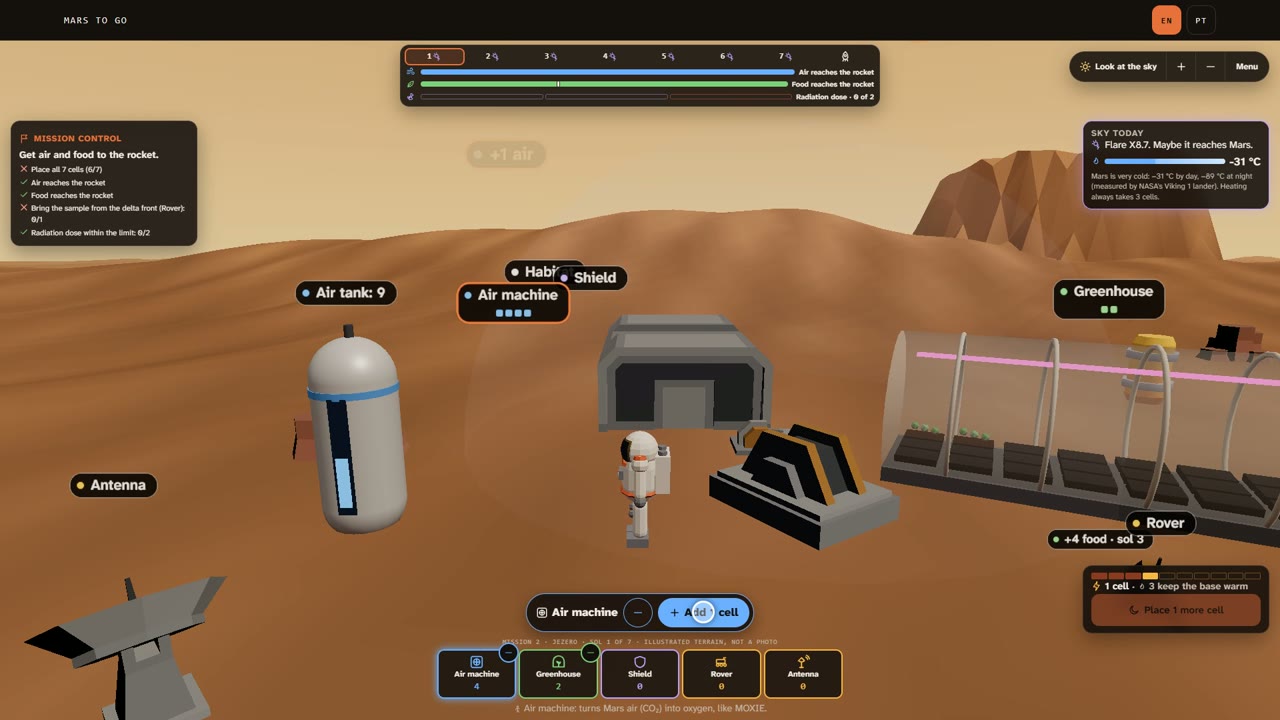 MARS TO GO
EN
PT
1 2 3 4 5 6 7
Air reaches the rocket
Food reaches the rocket
Radiation dose · 0 of 2
Look at the sky
+
−
Menu
MISSION CONTROL
Get air and food to the rocket.
Place all 7 cells (6/7)
Air reaches the rocket
Food reaches the rocket
Bring the sample from the delta front (Rover):
0/1
Radiation dose within the limit: 0/2
+1 air
SKY TODAY
Flare X8.7. Maybe it reaches Mars.
-31 °C
Mars is very cold: −31 °C by day, −89 °C at night
(measured by NASA's Viking 1 lander). Heating
always takes 3 cells.
Shield
Air tank: 9
Air machine
Greenhouse
Antenna
Rover
+4 food · sol 3
1 cell · 3 keep the base warm
Place 1 more cell
Air machine
−
+ Add 1 cell
MISSION 2 · JEZERO · SOL 1 OF 7 · ILLUSTRATED TERRAIN, NOT A PHOTO
Air machine
4
Greenhouse
2
Shield
0
Rover
0
Antenna
0
Air machine: turns Mars air (CO₂) into oxygen, like MOXIE.